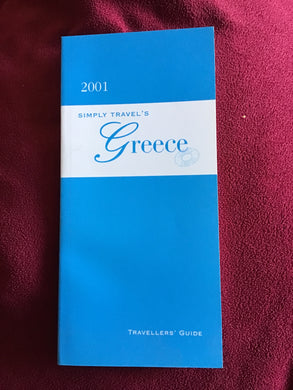 2001
SIMPLY TRAVEL'S
Greece
TRAVELLERS' GUIDE